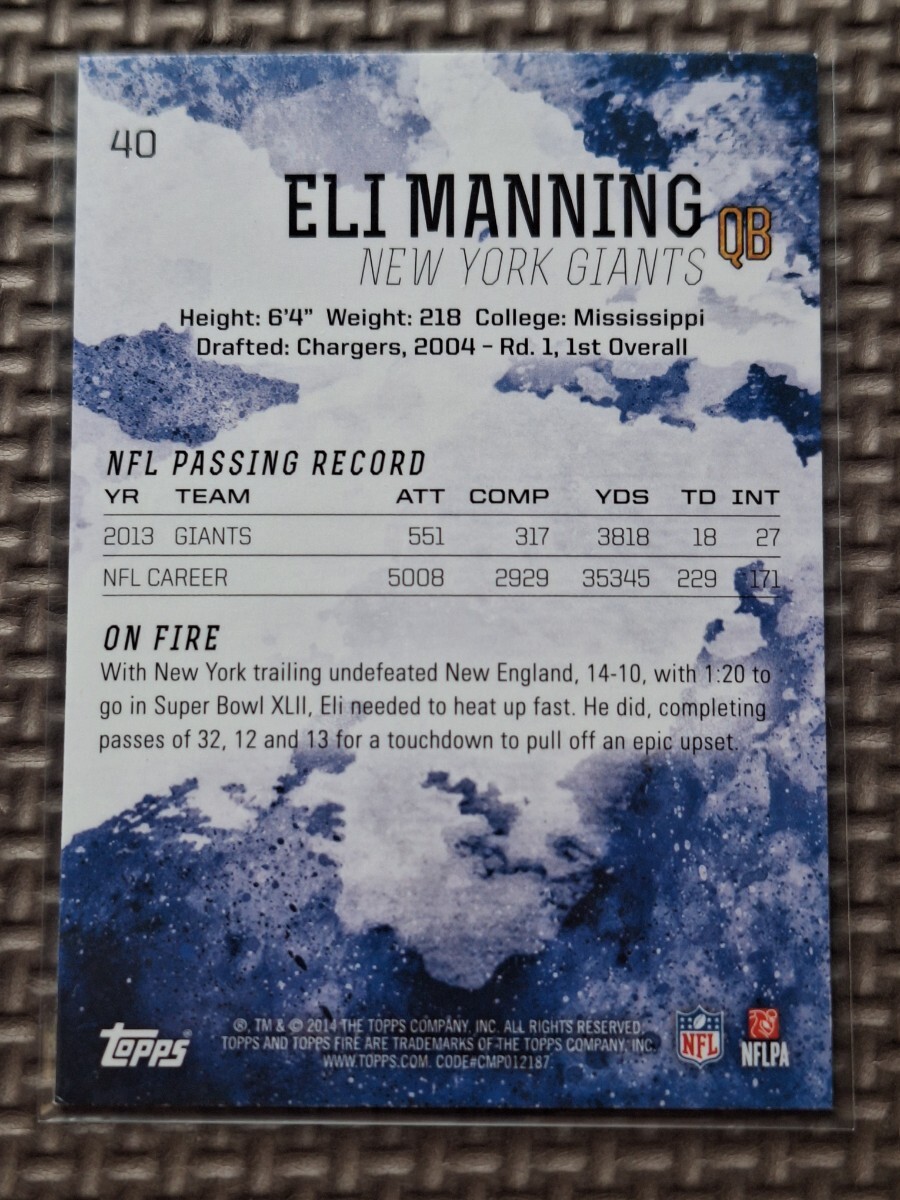 40
ELI MANNING QB
NEW YORK GIANTS
Height: 6'4" Weight: 218 College: Mississippi
Drafted: Chargers, 2004 – Rd. 1, 1st Overall
NFL PASSING RECORD
YR TEAM ATT COMP YDS TD INT
2013 GIANTS 551 317 3818 18 27
NFL CAREER 5008 2929 35345 229 171
ON FIRE
With New York trailing undefeated New England, 14-10, with 1:20 to
go in Super Bowl XLII, Eli needed to heat up fast. He did, completing
passes of 32, 12 and 13 for a touchdown to pull off an epic upset.
®, TM & © 2014 THE TOPPS COMPANY, INC. ALL RIGHTS RESERVED.
TOPPS AND TOPPS FIRE ARE TRADEMARKS OF THE TOPPS COMPANY, INC.
WWW.TOPPS.COM. CODE#CMP012187.
Topps®
NFL
NFLPA